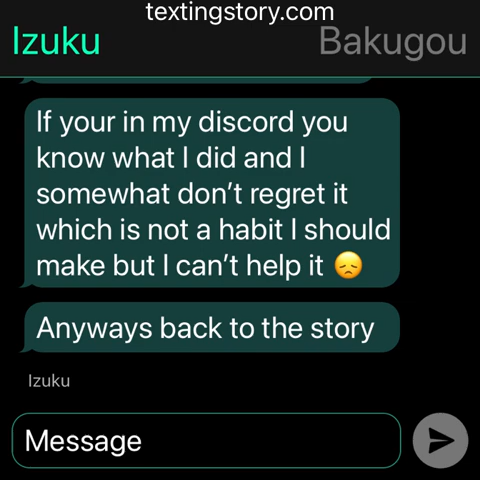 textingstory.com
Izuku Bakugou
If your in my discord you
know what I did and I
somewhat don’t regret it
which is not a habit I should
make but I can’t help it 😞
Anyways back to the story
Izuku
Message